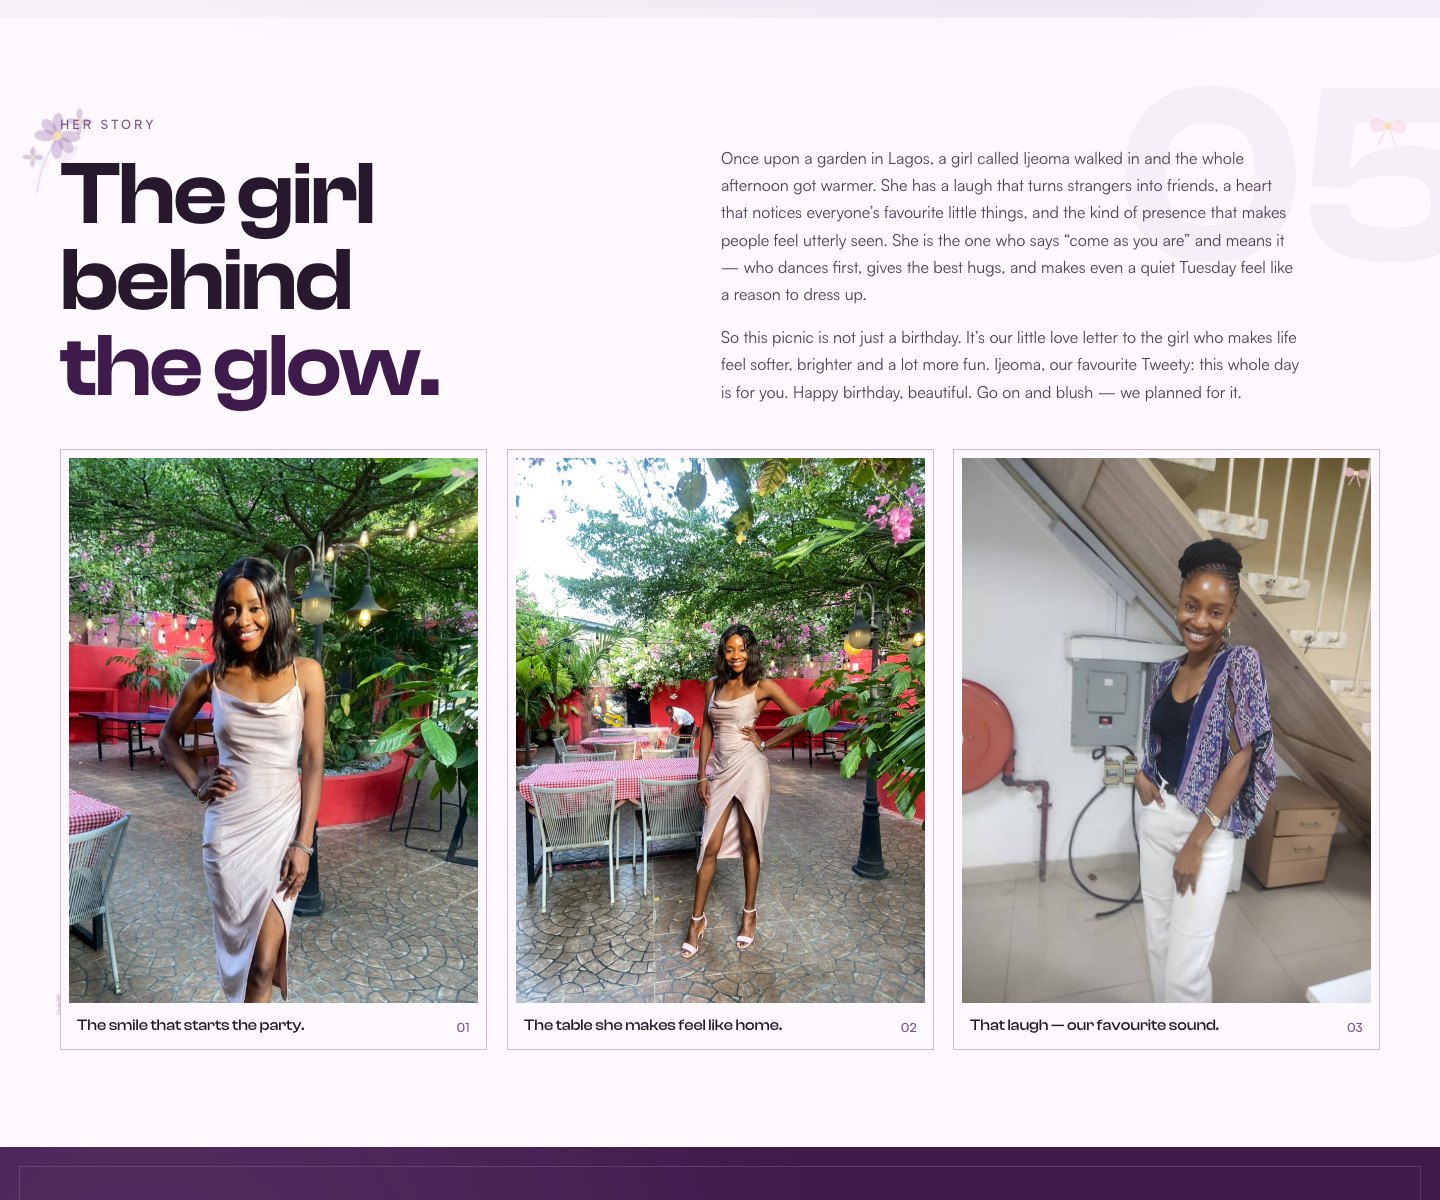 05
HER STORY
The girl
behind
the glow.
Once upon a garden in Lagos, a girl called Ijeoma walked in and the whole
afternoon got warmer. She has a laugh that turns strangers into friends, a heart
that notices everyone’s favourite little things, and the kind of presence that makes
people feel utterly seen. She is the one who says “come as you are” and means it
— who dances first, gives the best hugs, and makes even a quiet Tuesday feel like
a reason to dress up.
So this picnic is not just a birthday. It’s our little love letter to the girl who makes life
feel softer, brighter and a lot more fun. Ijeoma, our favourite Tweety: this whole day
is for you. Happy birthday, beautiful. Go on and blush — we planned for it.
The smile that starts the party.
01
The table she makes feel like home.
02
That laugh — our favourite sound.
03